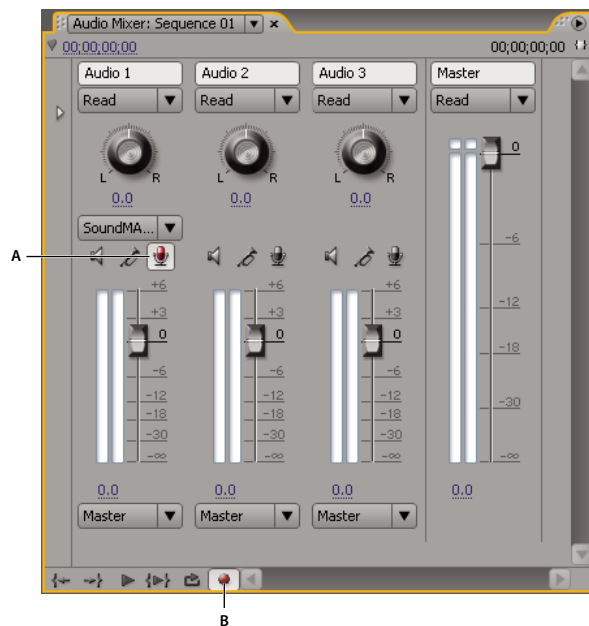 Audio Mixer: Sequence 01
00;00;00;00 00;00;00;00
Audio 1 Audio 2 Audio 3 Master
Read Read Read Read
L R L R L R
0.0 0.0 0.0
SoundMA...
A
+6 +6 +6
+3 +3 +3
0 0 0
-6 -6 -6
-12 -12 -12
-18 -18 -18
-30 -30 -30
-∞ -∞ -∞
0
-6
-12
-18
-30
-∞
0.0 0.0 0.0 0.0
Master Master Master
B